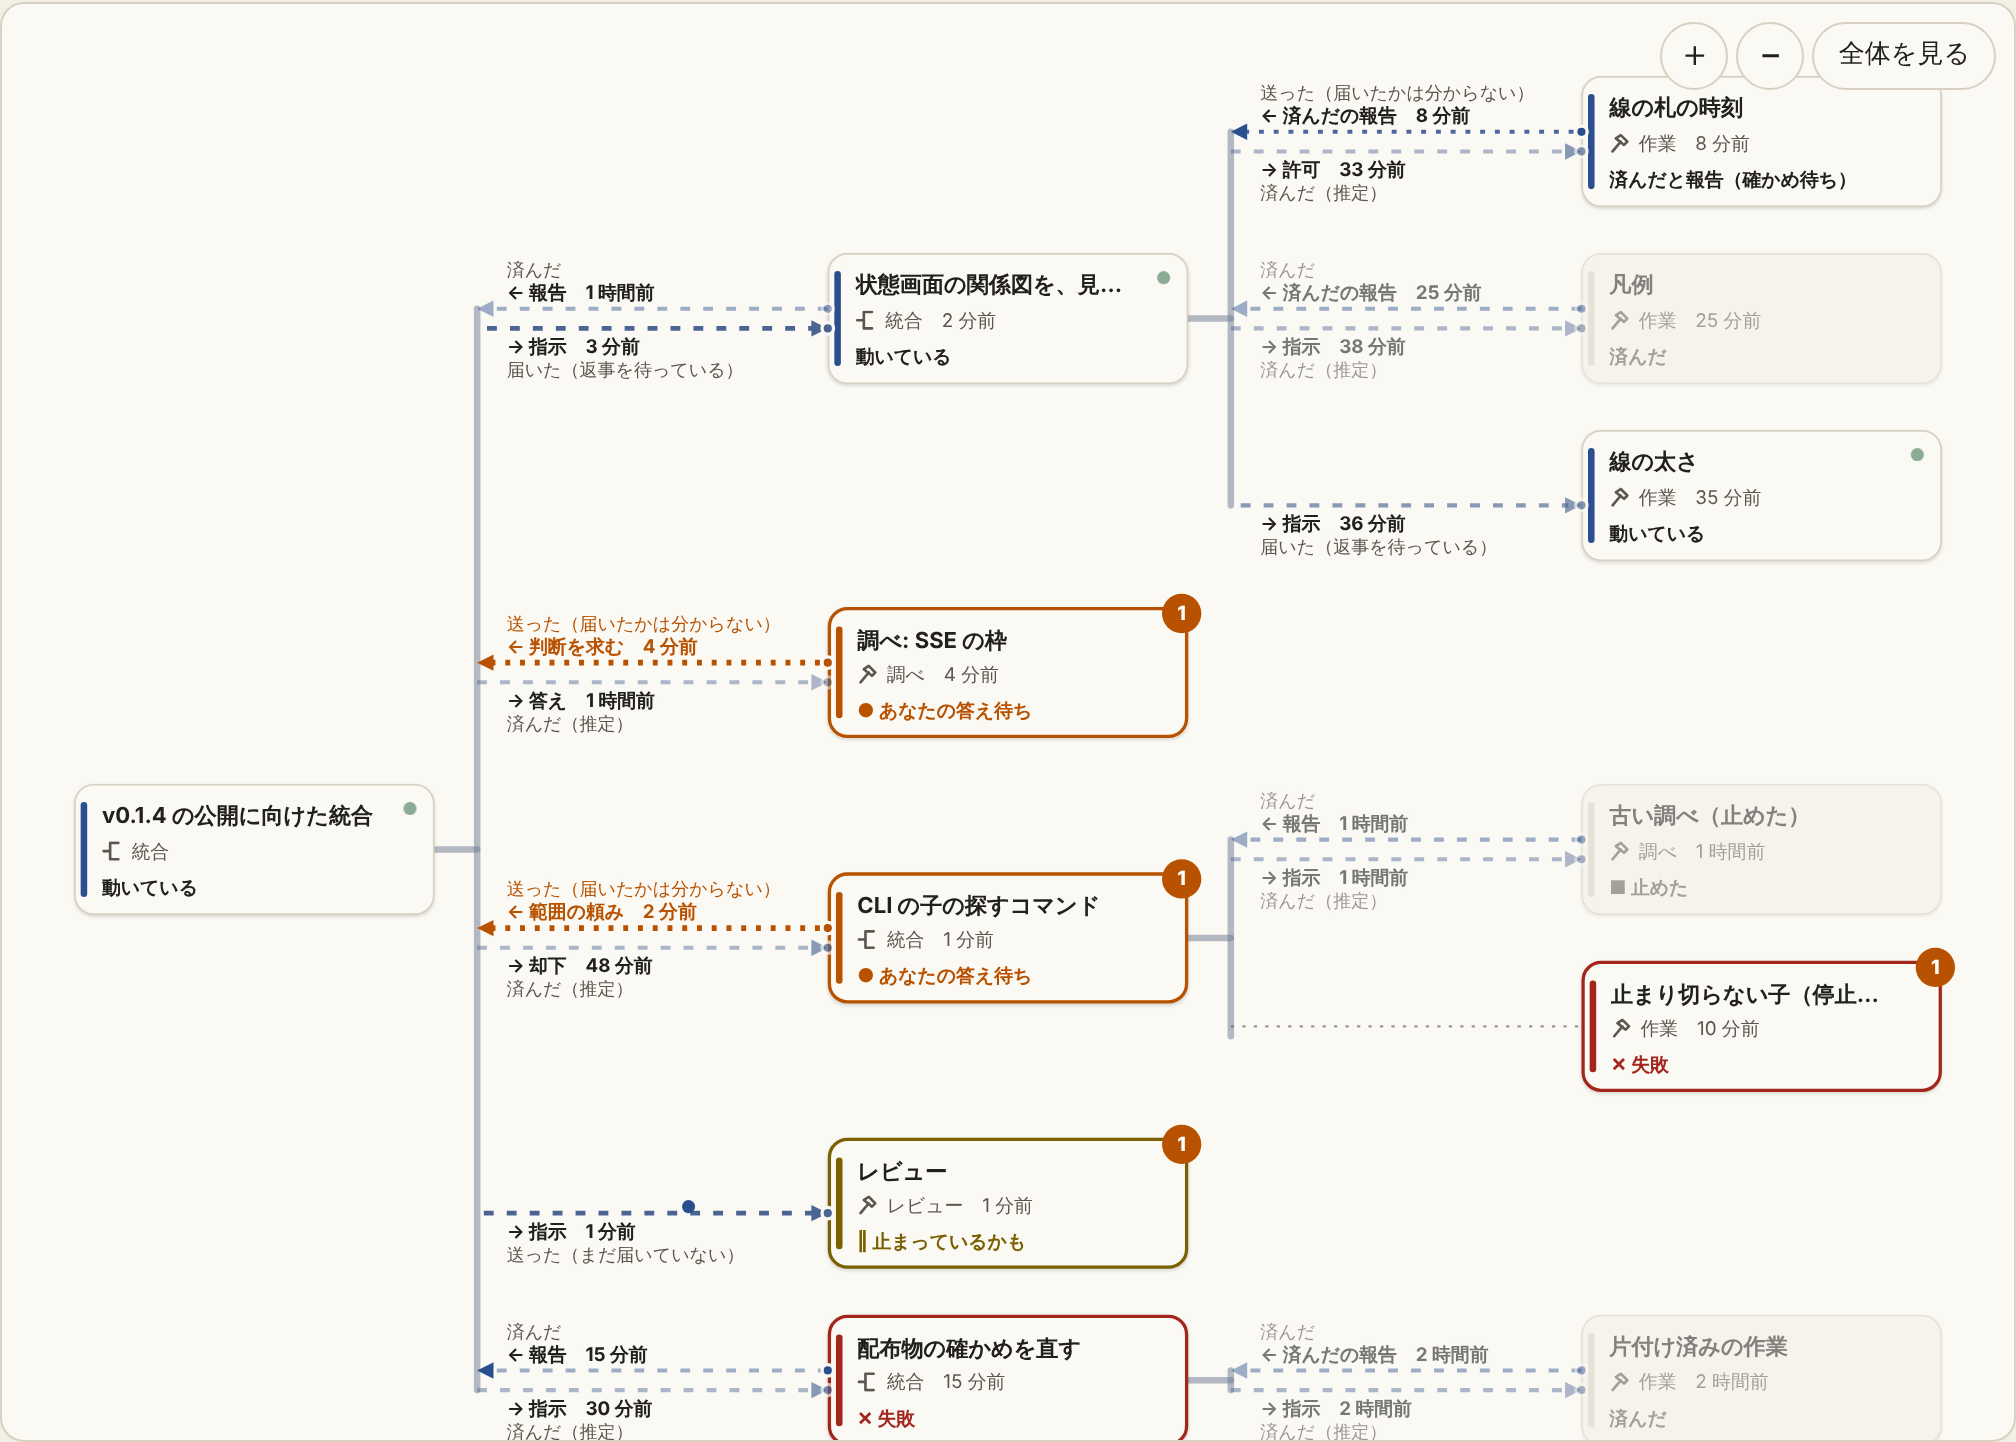 +
−
全体を見る
送った（届いたかは分からない）
← 済んだの報告 8 分前
→ 許可 33 分前
済んだ（推定）
線の札の時刻
作業 8 分前
済んだと報告（確かめ待ち）
済んだ
← 報告 1 時間前
→ 指示 3 分前
届いた（返事を待っている）
状態画面の関係図を、見…
統合 2 分前
動いている
済んだ
← 済んだの報告 25 分前
→ 指示 38 分前
済んだ（推定）
凡例
作業 25 分前
済んだ
→ 指示 36 分前
届いた（返事を待っている）
線の太さ
作業 35 分前
動いている
送った（届いたかは分からない）
← 判断を求む 4 分前
→ 答え 1 時間前
済んだ（推定）
1
調べ: SSE の枠
調べ 4 分前
● あなたの答え待ち
v0.1.4 の公開に向けた統合
統合
動いている
送った（届いたかは分からない）
← 範囲の頼み 2 分前
→ 却下 48 分前
済んだ（推定）
1
CLI の子の探すコマンド
統合 1 分前
● あなたの答え待ち
済んだ
← 報告 1 時間前
→ 指示 1 時間前
済んだ（推定）
古い調べ（止めた）
調べ 1 時間前
■ 止めた
1
止まり切らない子（停止…
作業 10 分前
✕ 失敗
→ 指示 1 分前
送った（まだ届いていない）
1
レビュー
レビュー 1 分前
‖ 止まっているかも
済んだ
← 報告 15 分前
→ 指示 30 分前
済んだ（推定）
配布物の確かめを直す
統合 15 分前
✕ 失敗
済んだ
← 済んだの報告 2 時間前
→ 指示 2 時間前
済んだ（推定）
片付け済みの作業
作業 2 時間前
済んだ